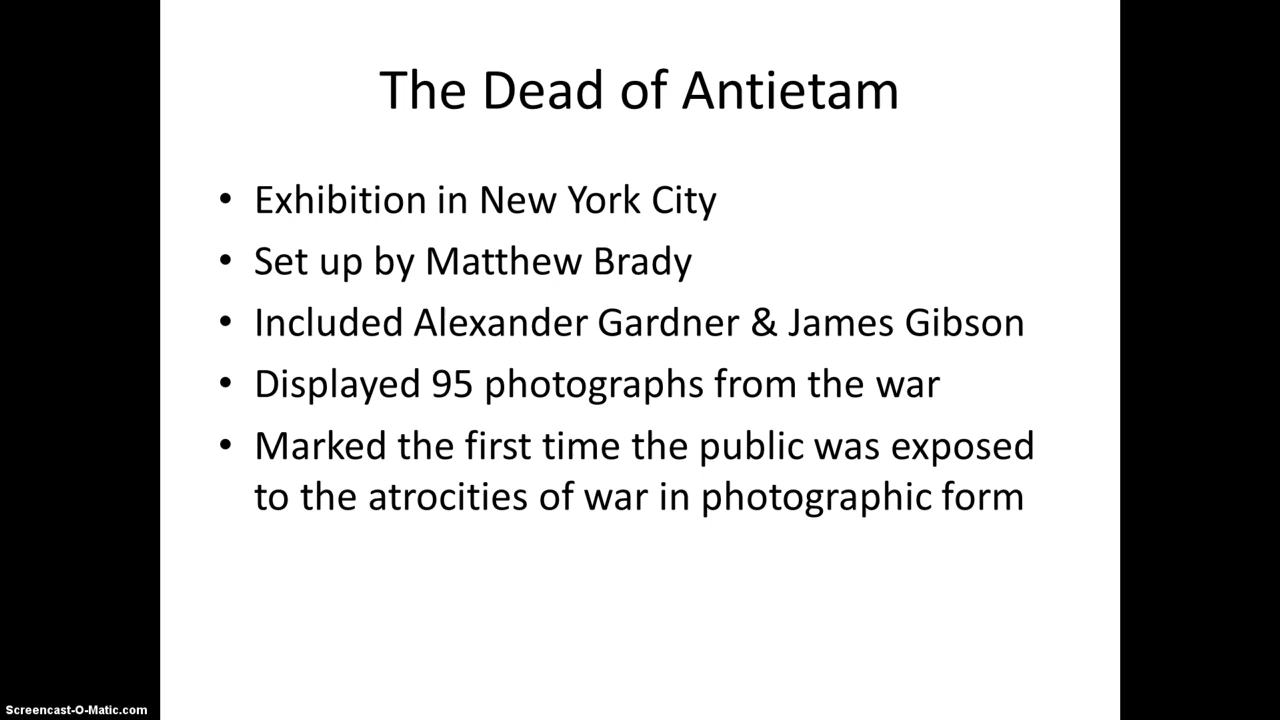 The Dead of Antietam
• Exhibition in New York City
• Set up by Matthew Brady
• Included Alexander Gardner & James Gibson
• Displayed 95 photographs from the war
• Marked the first time the public was exposed
to the atrocities of war in photographic form
Screencast-O-Matic.com